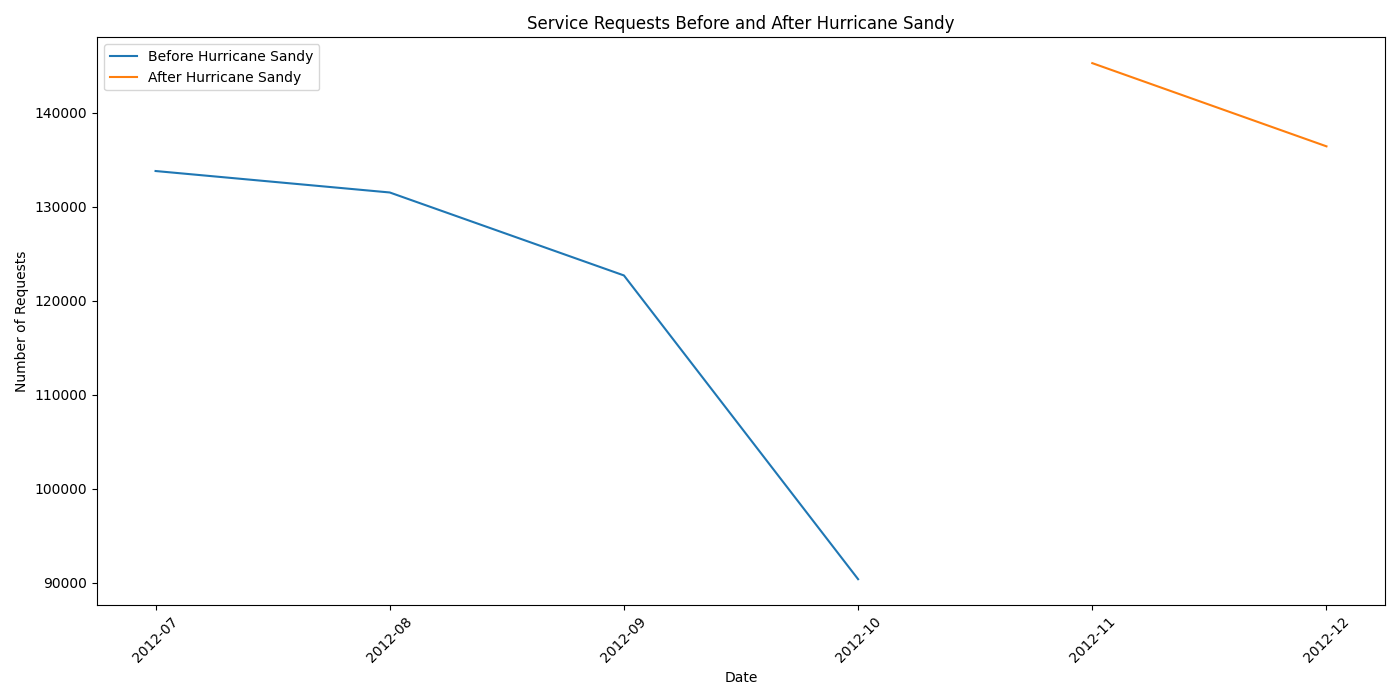 Service Requests Before and After Hurricane Sandy
Before Hurricane Sandy
After Hurricane Sandy
140000
130000
120000
110000
100000
90000
Number of Requests
2012-07
2012-08
2012-09
2012-10
2012-11
2012-12
Date